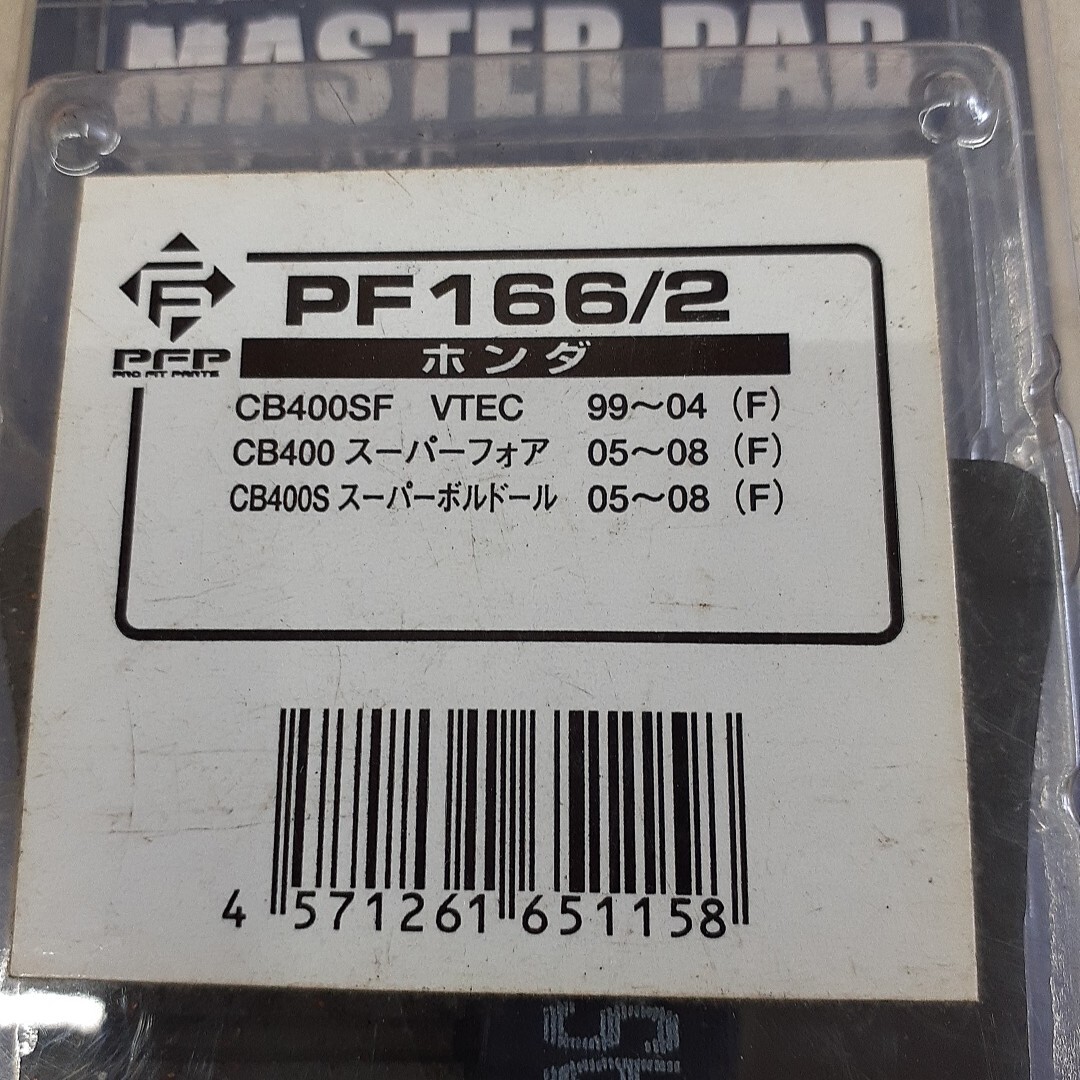 MASTER PAD
PFP
PRO FIT PARTS
PF166/2
ホンダ
CB400SF VTEC 99～04 (F)
CB400 スーパーフォア 05～08 (F)
CB400S スーパーボルドール 05～08 (F)
4 571261 651158